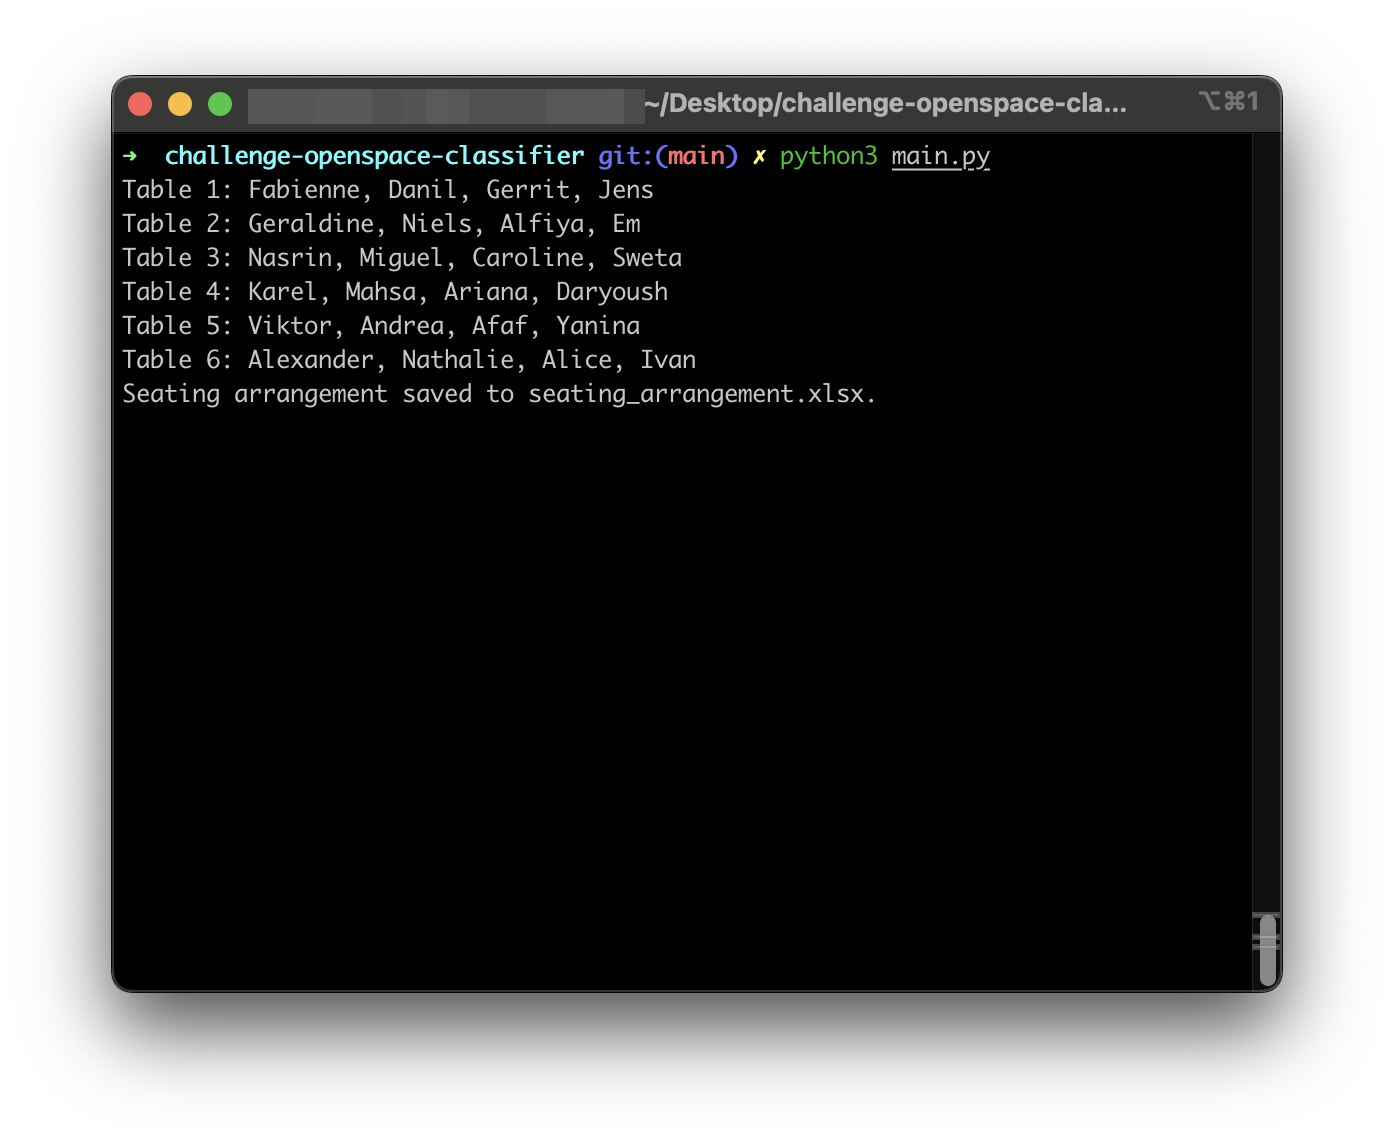 ~/Desktop/challenge-openspace-cla... ⌥⌘1
➜ challenge-openspace-classifier git:(main) ✗ python3 main.py
Table 1: Fabienne, Danil, Gerrit, Jens
Table 2: Geraldine, Niels, Alfiya, Em
Table 3: Nasrin, Miguel, Caroline, Sweta
Table 4: Karel, Mahsa, Ariana, Daryoush
Table 5: Viktor, Andrea, Afaf, Yanina
Table 6: Alexander, Nathalie, Alice, Ivan
Seating arrangement saved to seating_arrangement.xlsx.